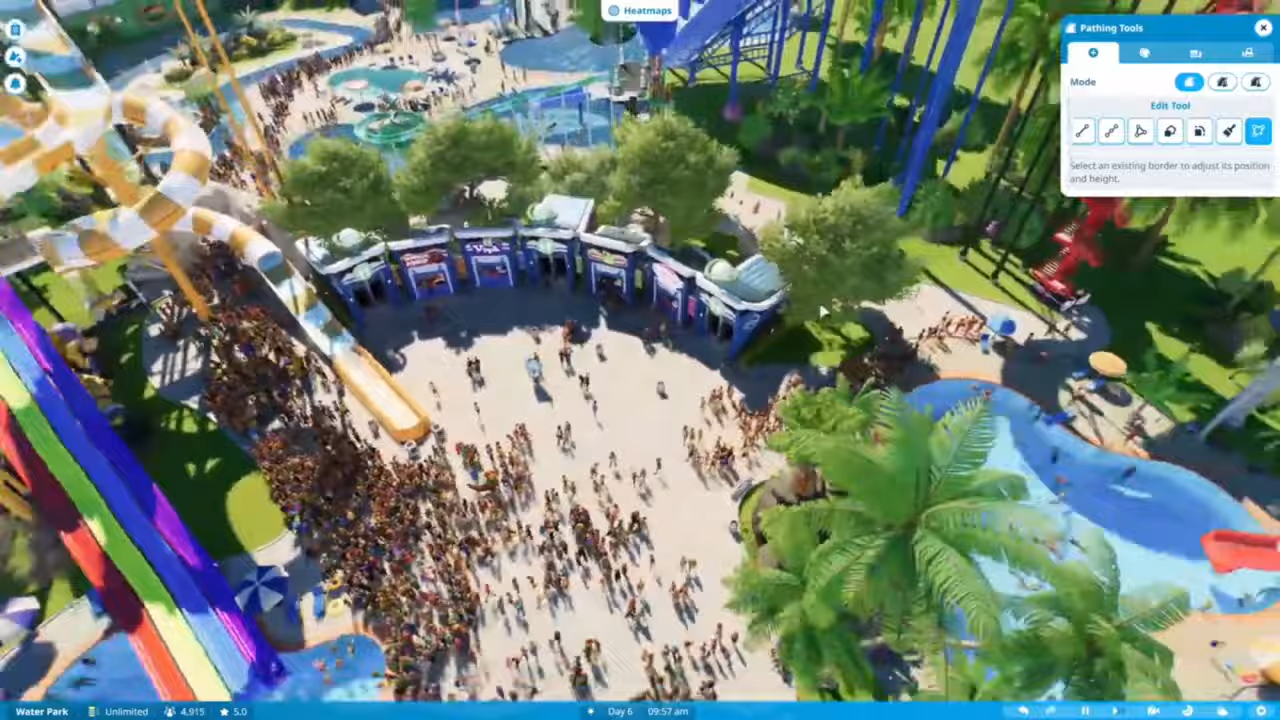 Heatmaps
Pathing Tools
Mode
Edit Tool
Select an existing border to adjust its position
and height.
Water Park
Unlimited
4,915
5.0
Day 6
09:57 am